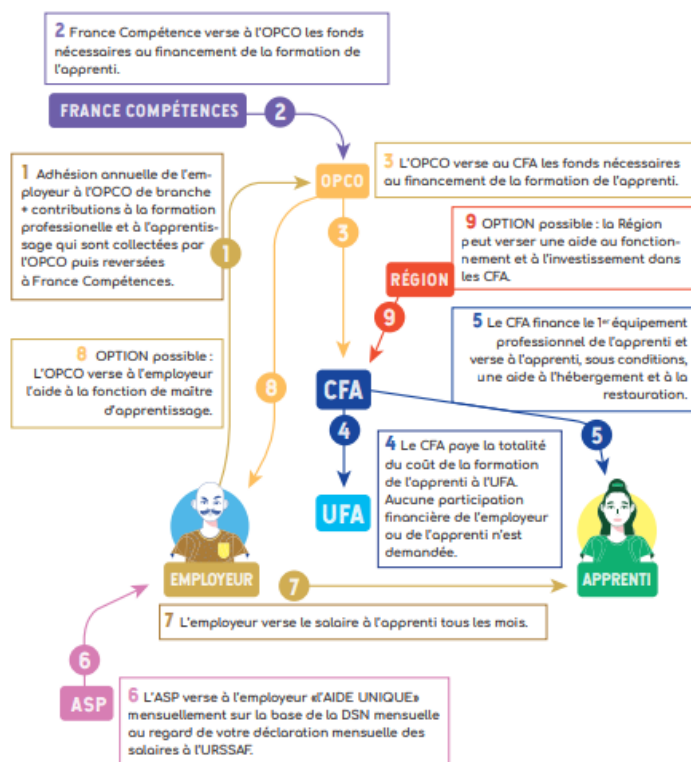 2 France Compétence verse à l'OPCO les fonds
nécessaires au financement de la formation de
l'apprenti.
FRANCE COMPÉTENCES
2
1 Adhésion annuelle de l'em-
ployeur à l'OPCO de branche
+ contributions à la formation
professionelle et à l'apprentis-
sage qui sont collectées par
l'OPCO puis reversées
à France Compétences.
1
OPCO
3 L'OPCO verse au CFA les fonds nécessaires
au financement de la formation de l'apprenti.
3
9 OPTION possible : la Région
peut verser une aide au fonction-
nement et à l'investissement dans
les CFA.
RÉGION
9
8 OPTION possible :
L'OPCO verse à l'employeur
l'aide à la fonction de maître
d'apprentissage.
8
5 Le CFA finance le 1er équipement
professionnel de l'apprenti et
verse à l'apprenti, sous conditions,
une aide à l'hébergement et à la
restauration.
CFA
4
5
4 Le CFA paye la totalité
du coût de la formation
de l'apprenti à l'UFA.
Aucune participation
financière de l'employeur
ou de l'apprenti n'est
demandée.
UFA
EMPLOYEUR
7
APPRENTI
7 L'employeur verse le salaire à l'apprenti tous les mois.
6
ASP
6 L'ASP verse à l'employeur «l'AIDE UNIQUE»
mensuellement sur la base de la DSN mensuelle
au regard de votre déclaration mensuelle des
salaires à l'URSSAF.